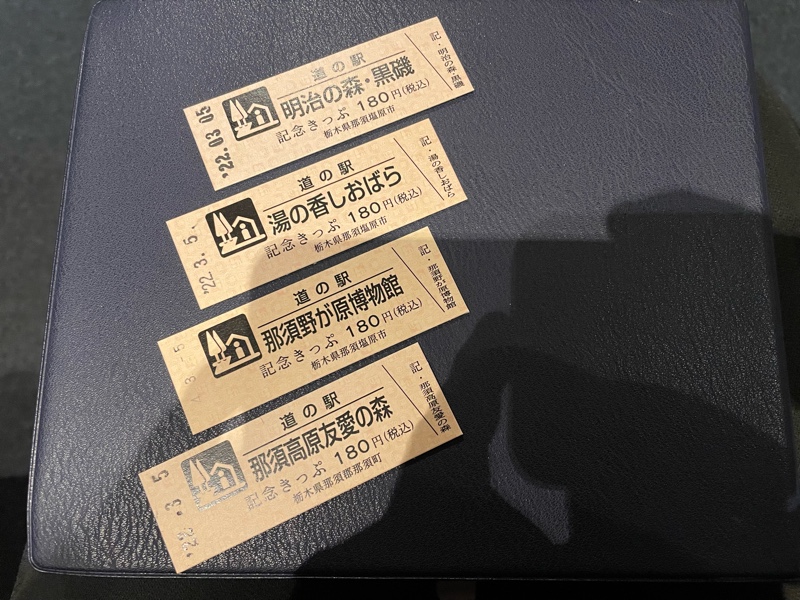 道の駅
明治の森・黒磯
記念きっぷ 180円(税込)
栃木県那須塩原市
'22.03.05
記・明治の森・黒磯
道の駅
湯の香しおばら
記念きっぷ 180円(税込)
栃木県那須塩原市
'22.3.5.
記・湯の香しおばら
道の駅
那須野が原博物館
記念きっぷ 180円(税込)
栃木県那須塩原市
4.3.-5
記・那須野が原博物館
道の駅
那須高原友愛の森
記念きっぷ 180円(税込)
栃木県那須郡那須町
'22.3.5
記・那須高原友愛の森